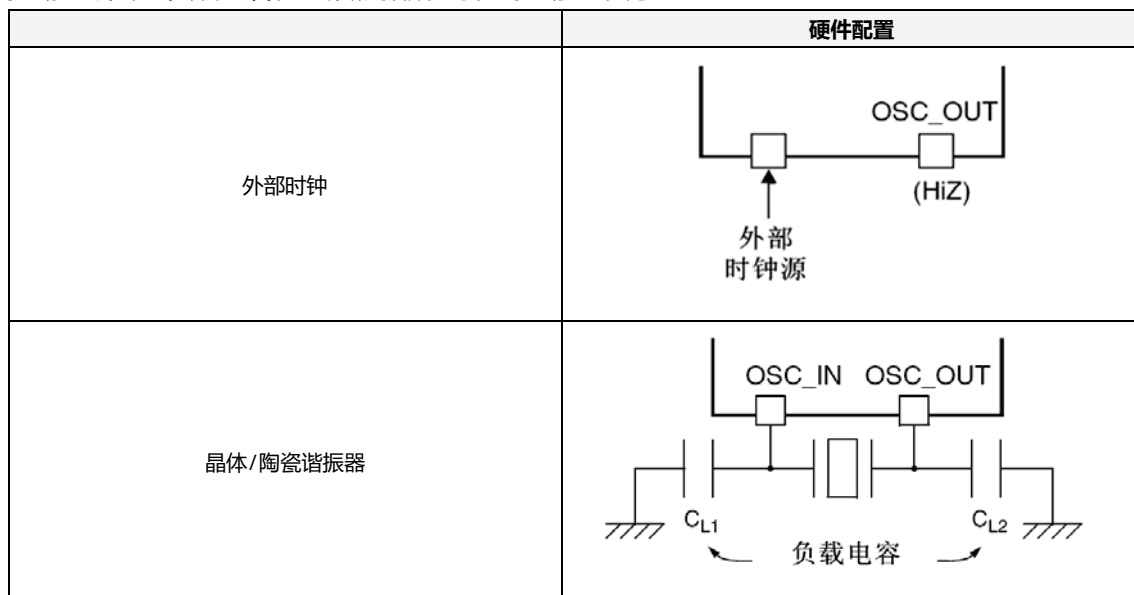 硬件配置
外部时钟
OSC_OUT
(HiZ)
外部
时钟源
晶体/陶瓷谐振器
OSC_IN OSC_OUT
CL1 CL2
负载电容